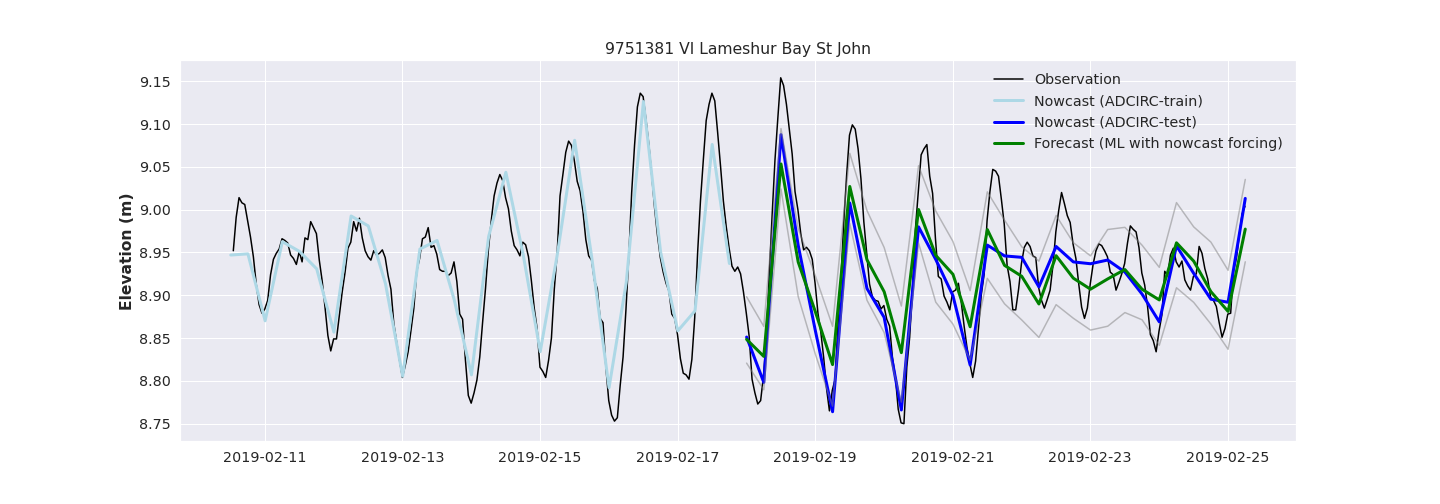 9751381 VI Lameshur Bay St John
Elevation (m)
9.15
9.10
9.05
9.00
8.95
8.90
8.85
8.80
8.75
Observation
Nowcast (ADCIRC-train)
Nowcast (ADCIRC-test)
Forecast (ML with nowcast forcing)
2019-02-11
2019-02-13
2019-02-15
2019-02-17
2019-02-19
2019-02-21
2019-02-23
2019-02-25